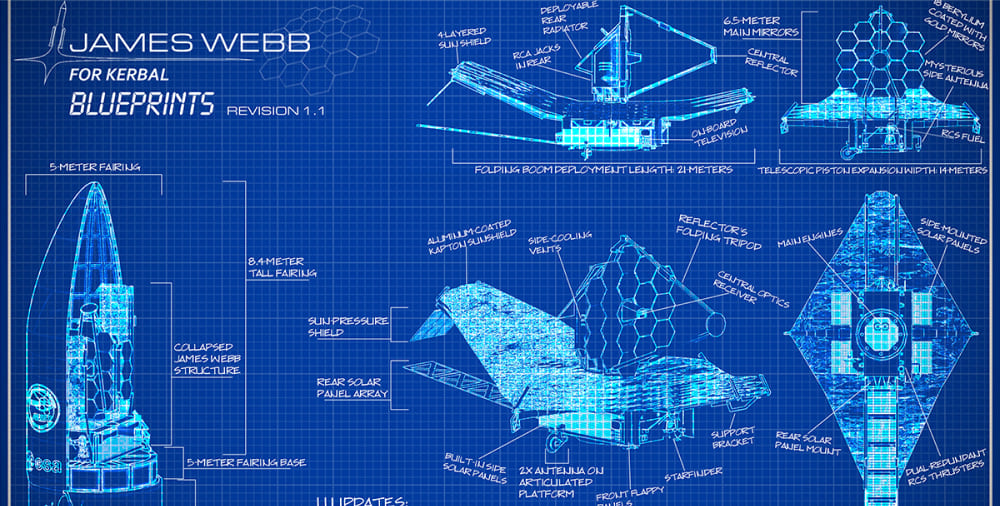 JAMES WEBB
FOR KERBAL
BLUEPRINTS REVISION 1.1
4-LAYERED
SUN SHIELD
DEPLOYABLE
REAR
RADIATOR
RCA JACKS
IN REAR
6.5-METER
MAIN MIRRORS
CENTRAL
REFLECTOR
ON-BOARD
TELEVISION
FOLDING BOOM DEPLOYMENT LENGTH: 21-METERS
18 BERYLIUM
COATED WITH
GOLD MIRRORS
MYSTERIOUS
SIDE ANTENNA
RCS FUEL
TELESCOPIC PISTON EXPANSION WIDTH: 14-METERS
5-METER FAIRING
8.4-METER
TALL FAIRING
COLLAPSED
JAMES WEBB
STRUCTURE
5-METER FAIRING BASE
esa
ALUMINUM-COATED
KAPTON SUNSHIELD
SIDE-COOLING
VENTS
REFLECTOR'S
FOLDING TRIPOD
CENTRAL OPTICS
RECEIVER
SUN-PRESSURE
SHIELD
REAR SOLAR
PANEL ARRAY
BUILT-IN SIDE
SOLAR PANELS
2X ANTENNA ON
ARTICULATED
PLATFORM
FRONT FLAPPY
PANELS
STARFINDER
SUPPORT
BRACKET
MAIN ENGINES
SIDE-MOUNTED
SOLAR PANELS
REAR SOLAR
PANEL MOUNT
DUAL-REDUNDANT
RCS THRUSTERS
UPDATES: